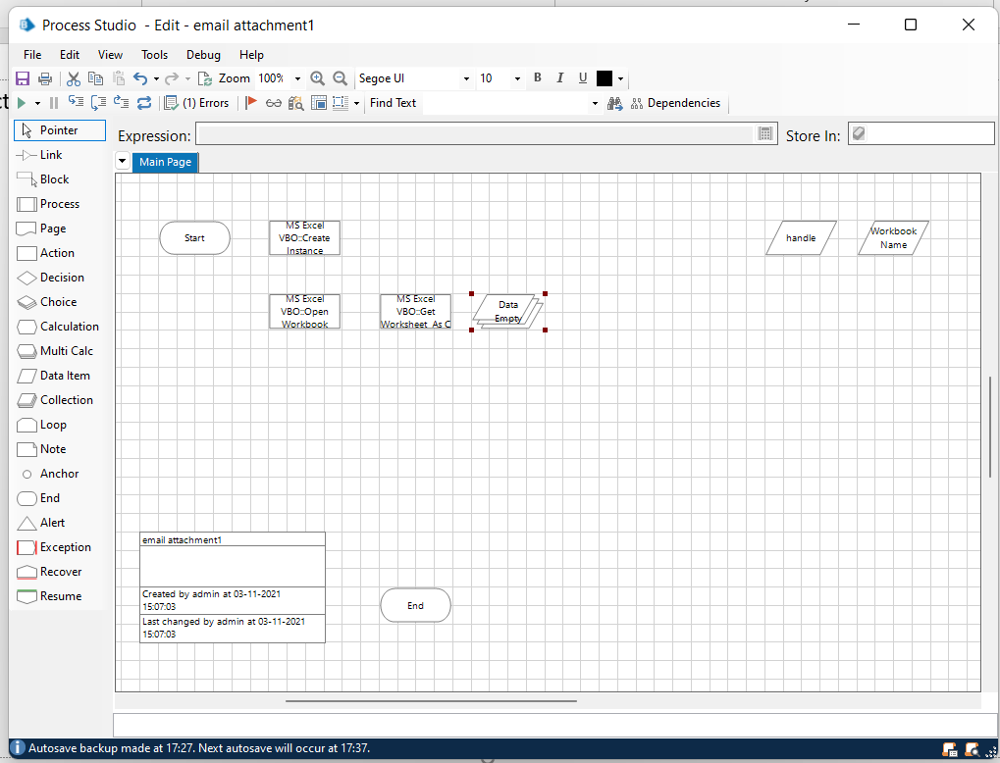 Process Studio - Edit - email attachment1
File Edit View Tools Debug Help
Zoom 100% Segoe UI 10 B I U
(1) Errors Find Text Dependencies
Pointer
Link
Block
Process
Page
Action
Decision
Choice
Calculation
Multi Calc
Data Item
Collection
Loop
Note
Anchor
End
Alert
Exception
Recover
Resume
Expression: Store In:
Main Page
Start
MS Excel
VBO::Create
Instance
handle
Workbook
Name
MS Excel
VBO::Open
Workbook
MS Excel
VBO::Get
Worksheet As C
Data
Empty
email attachment1
Created by admin at 03-11-2021
15:07:03
Last changed by admin at 03-11-2021
15:07:03
End
Autosave backup made at 17:27. Next autosave will occur at 17:37.